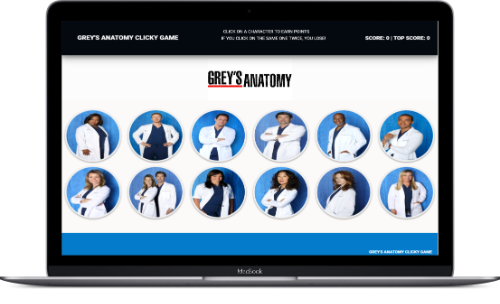 CLICK ON A CHARACTER TO EARN POINTS
GREY'S ANATOMY CLICKY GAME
IF YOU CLICK ON THE SAME ONE TWICE, YOU LOSE!
SCORE: 0 | TOP SCORE: 0
GREY'S ANATOMY
GREY'S ANATOMY CLICKY GAME
MacBook